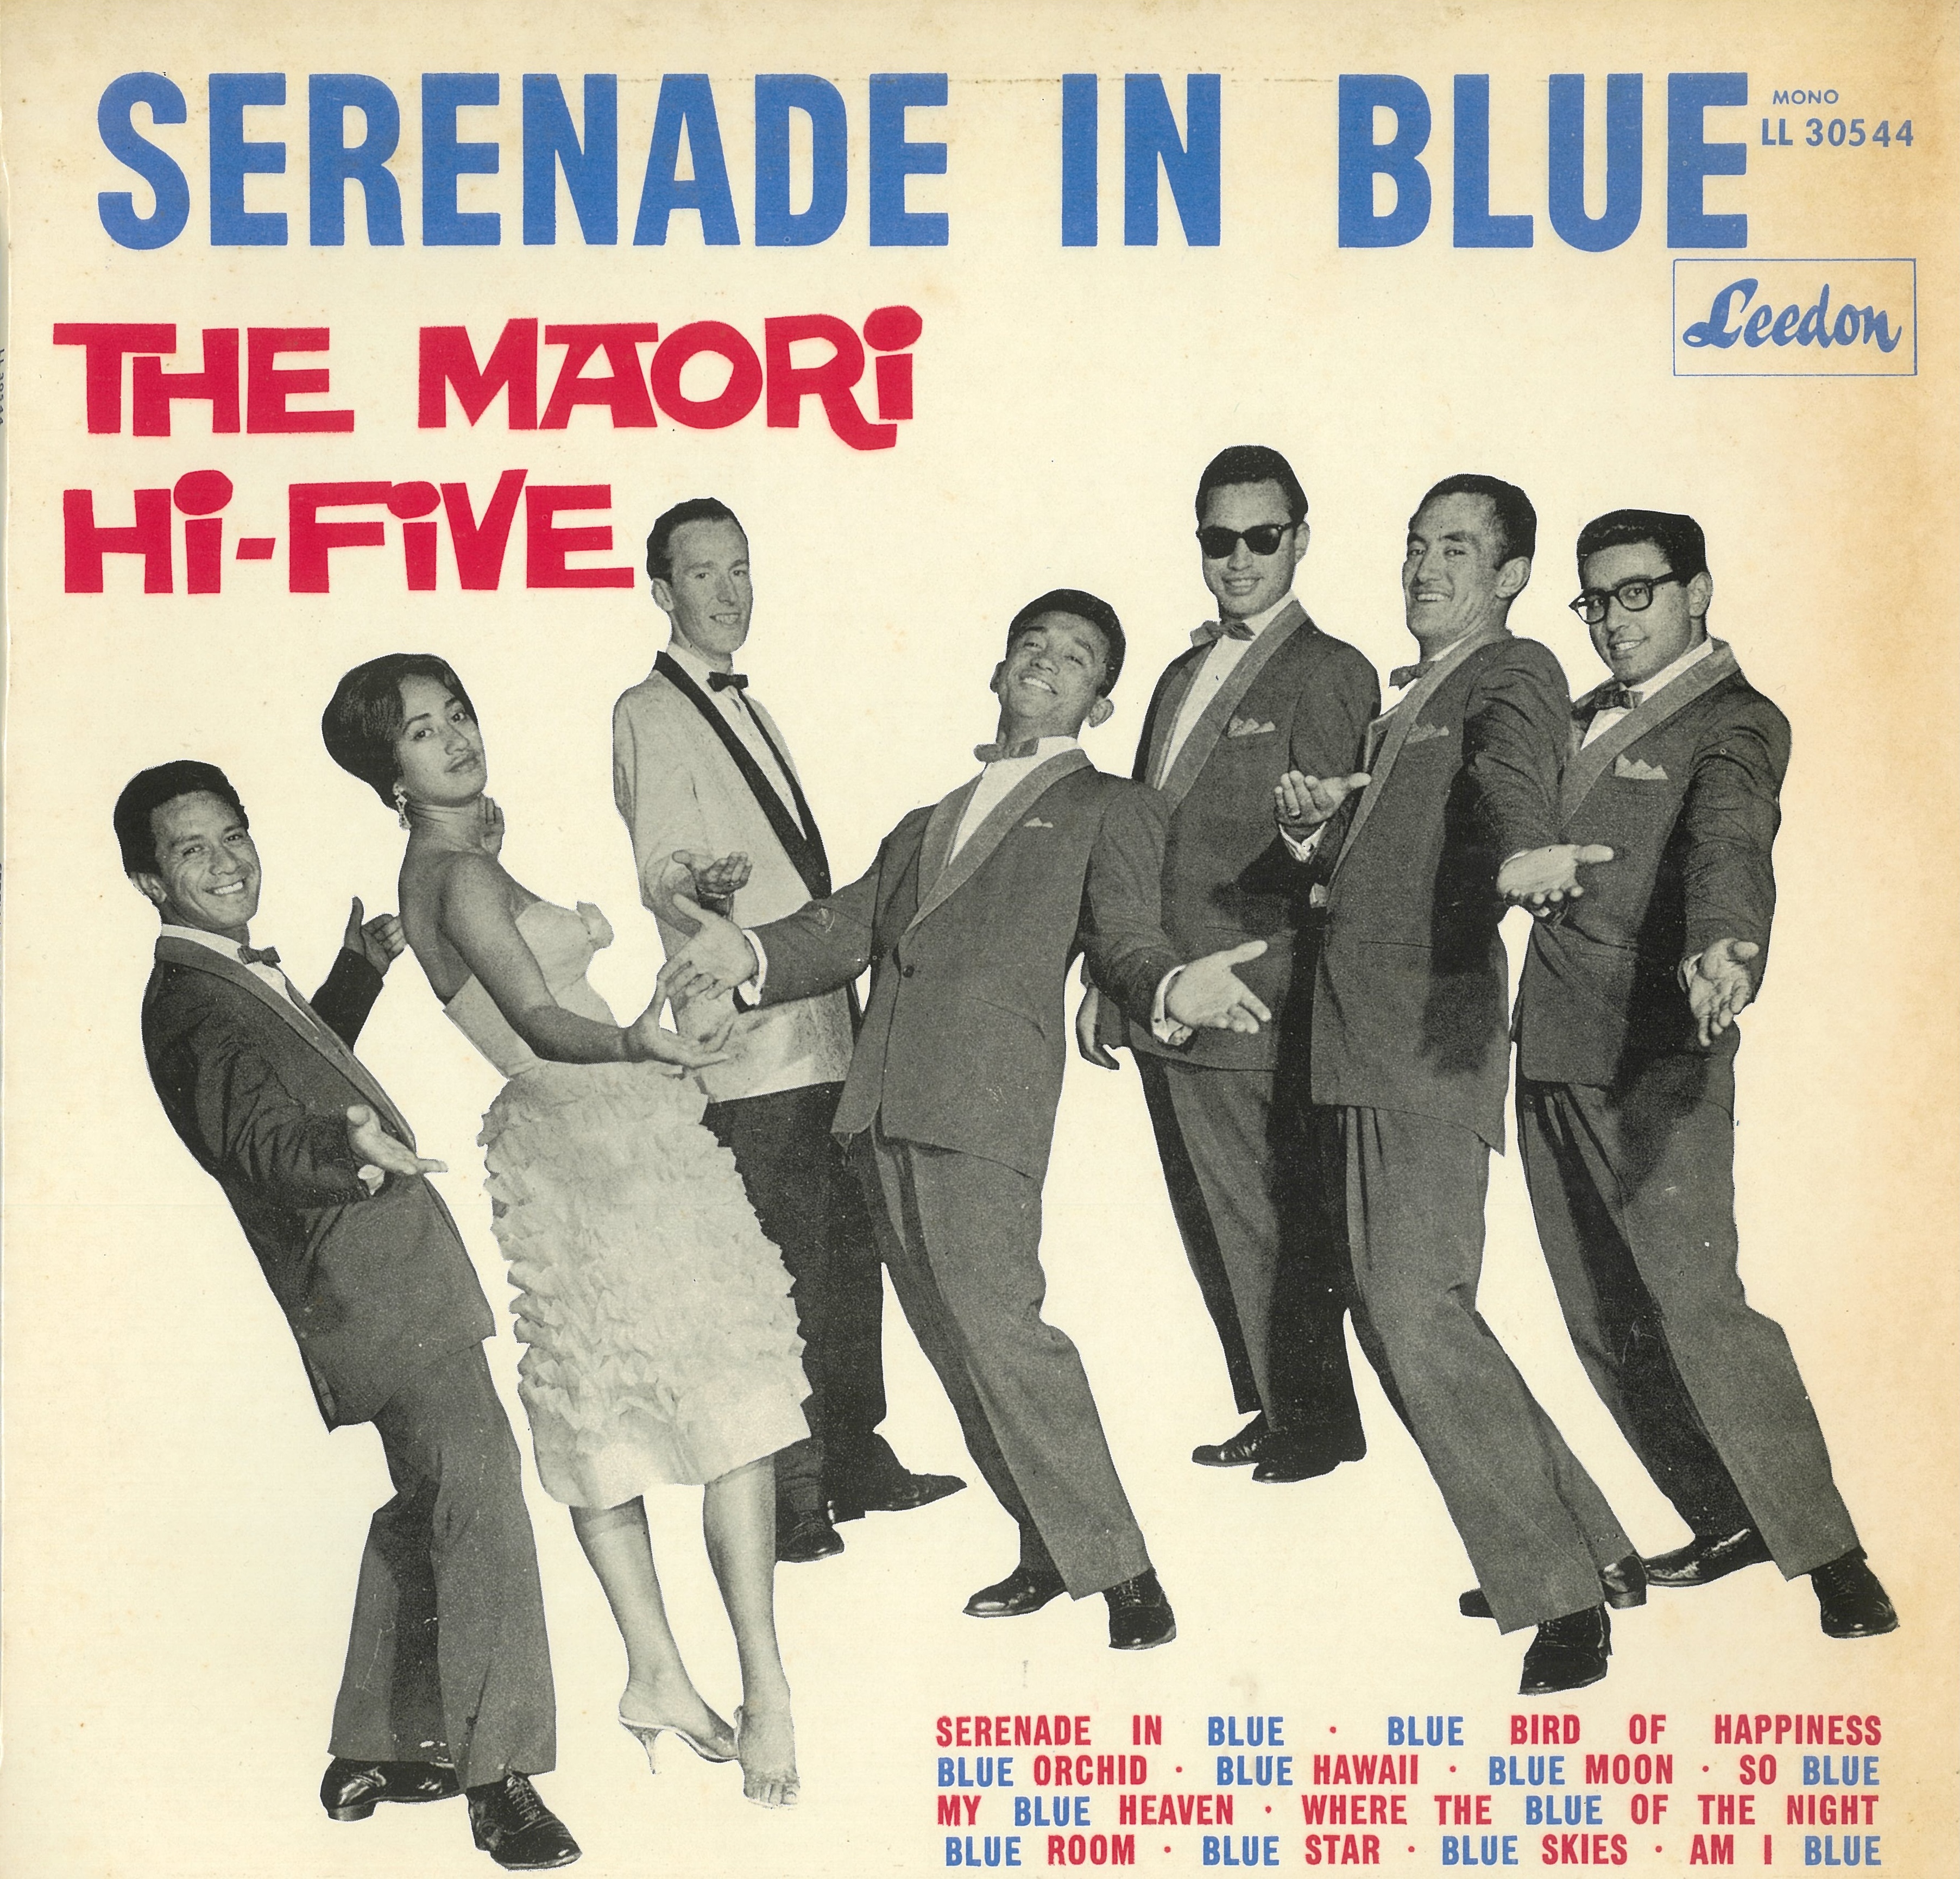 SERENADE IN BLUE
MONO
LL 30544
Leedon
THE MAORi
Hi-FiVE
SERENADE IN BLUE · BLUE BIRD OF HAPPINESS
BLUE ORCHID · BLUE HAWAII · BLUE MOON · SO BLUE
MY BLUE HEAVEN · WHERE THE BLUE OF THE NIGHT
BLUE ROOM · BLUE STAR · BLUE SKIES · AM I BLUE